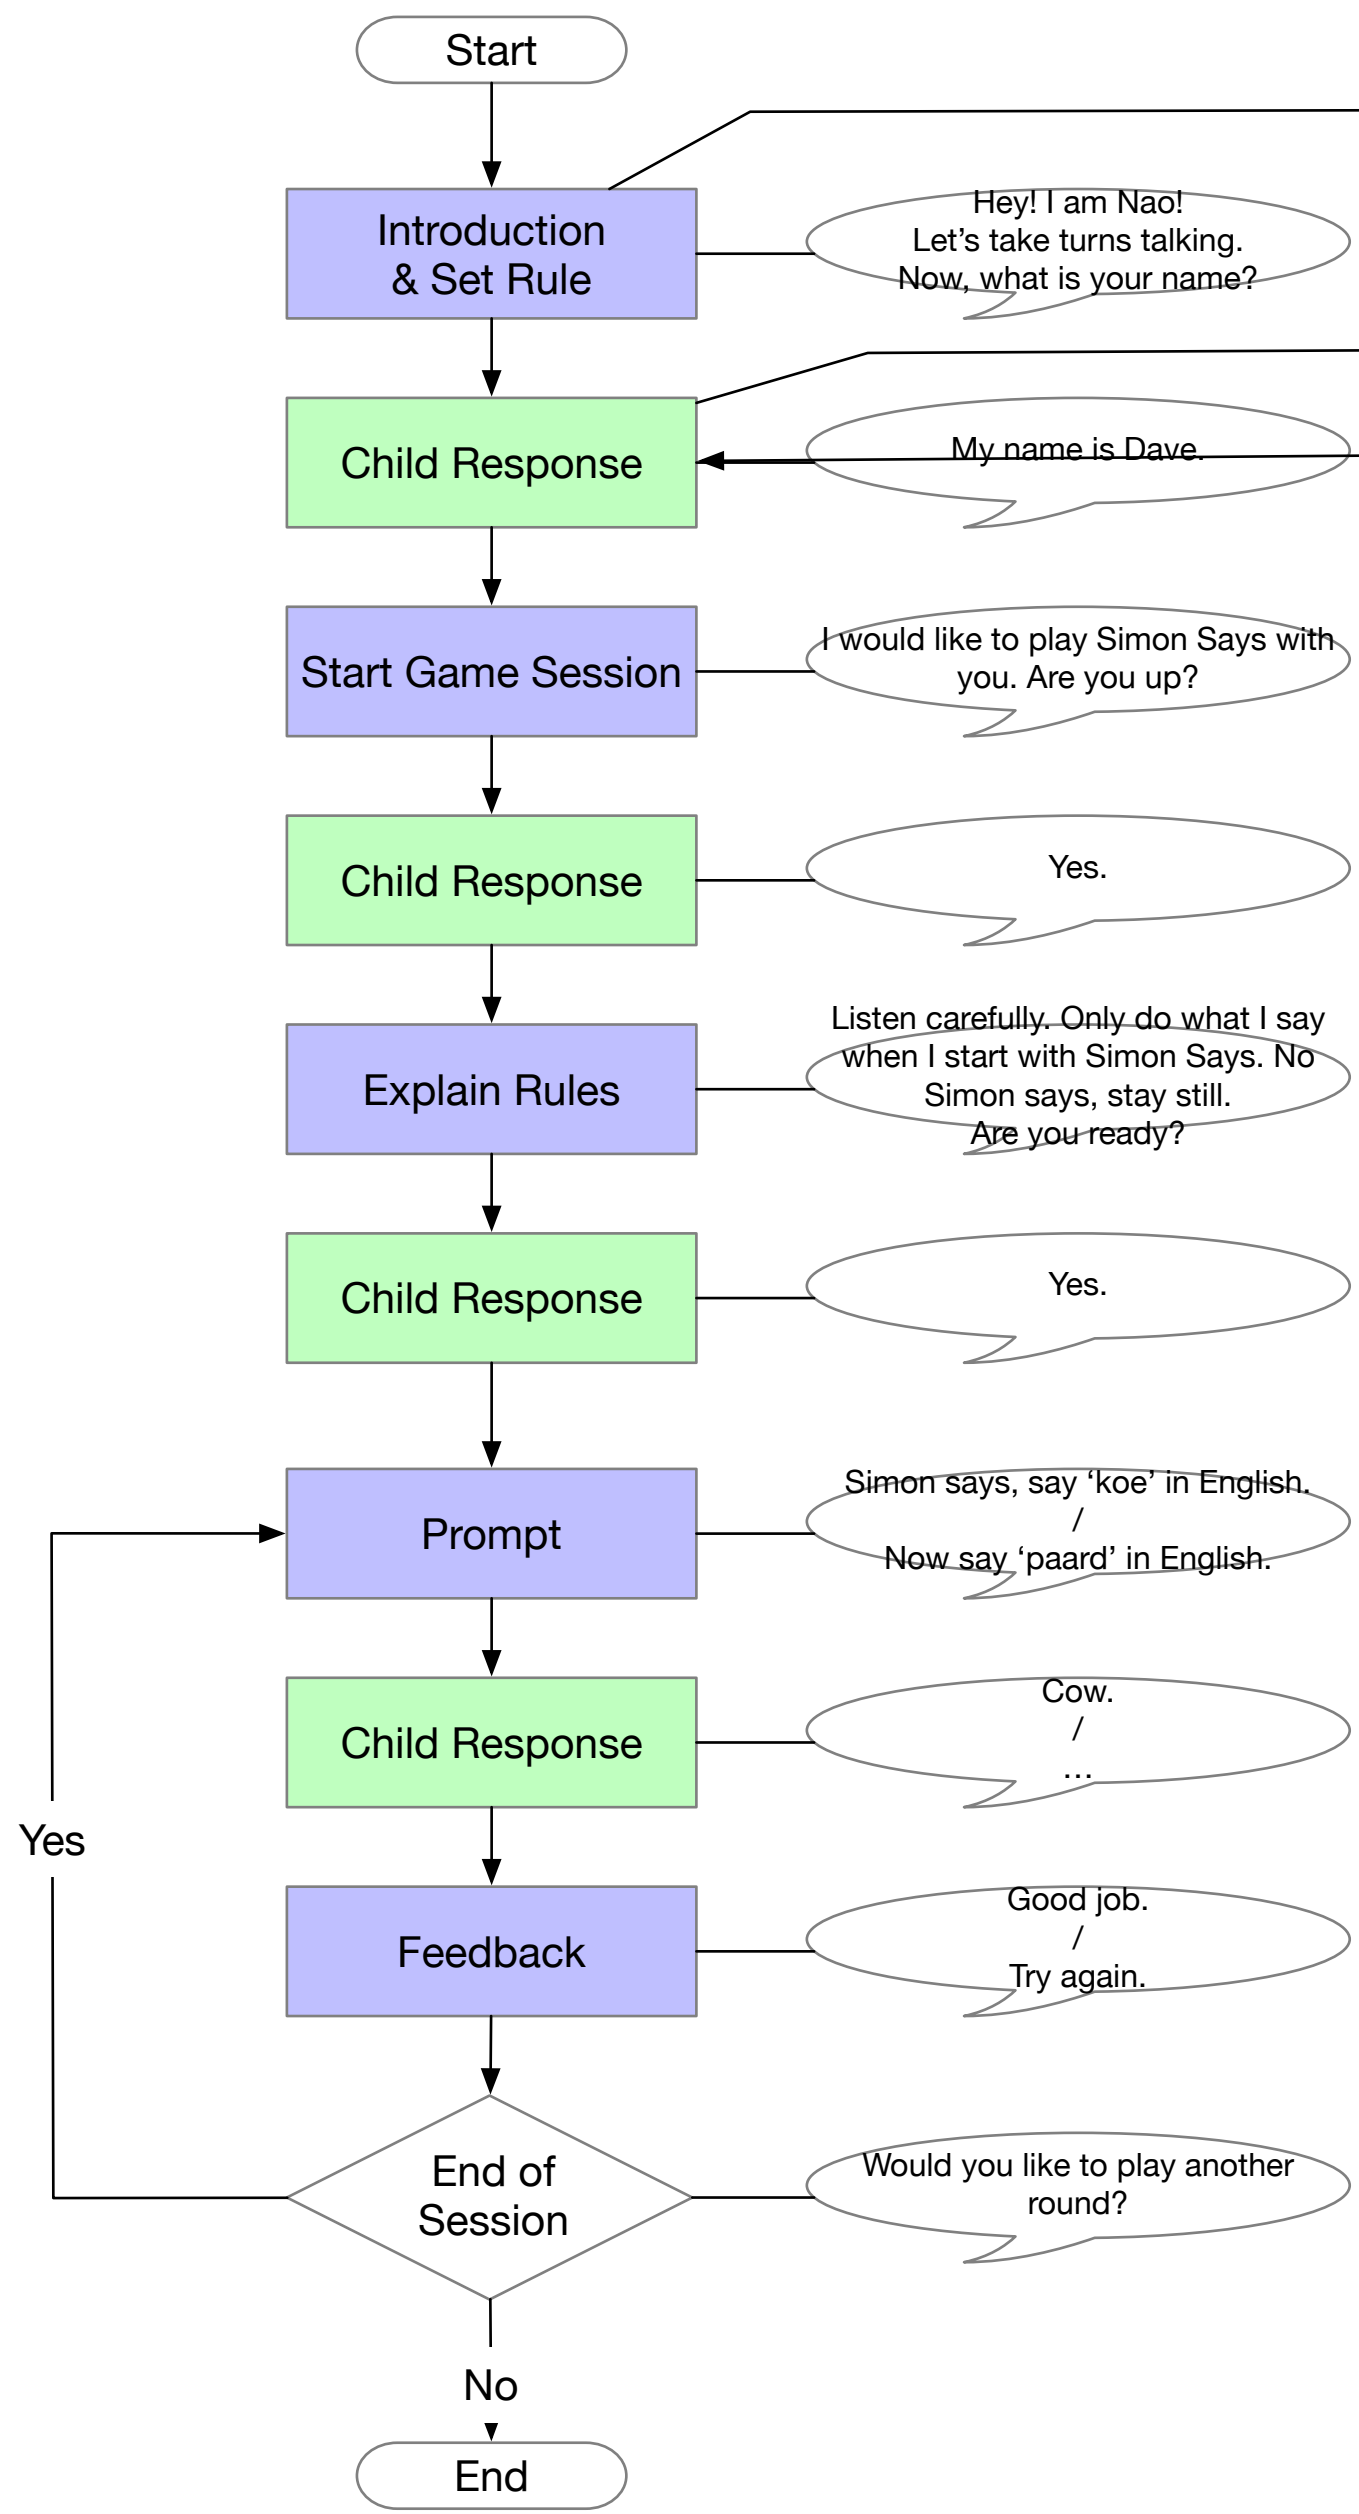 Start
Introduction
& Set Rule
Hey! I am Nao!
Let’s take turns talking.
Now, what is your name?
Child Response
My name is Dave.
Start Game Session
I would like to play Simon Says with
you. Are you up?
Child Response
Yes.
Explain Rules
Listen carefully. Only do what I say
when I start with Simon Says. No
Simon says, stay still.
Are you ready?
Child Response
Yes.
Prompt
Simon says, say ‘koe’ in English.
/
Now say ‘paard’ in English.
Child Response
Cow.
/
…
Yes
Feedback
Good job.
/
Try again.
End of
Session
Would you like to play another
round?
No
End